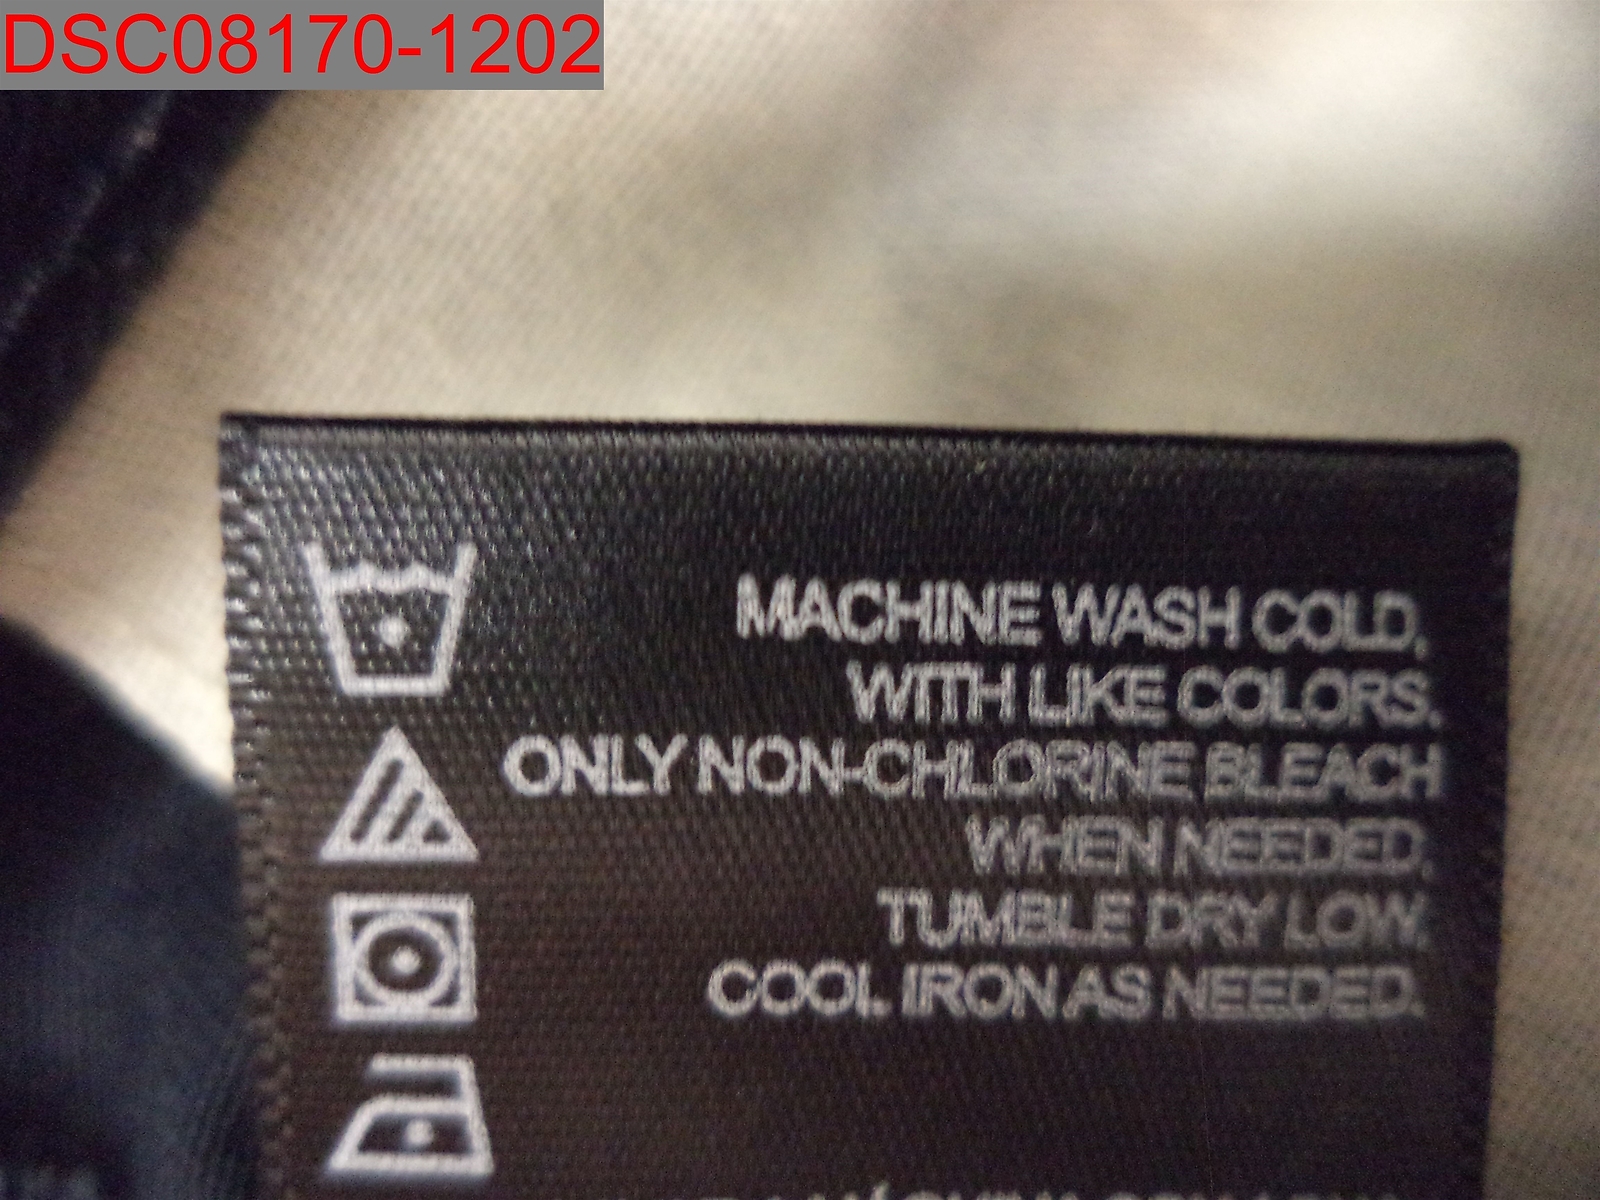 DSC08170-1202
MACHINE WASH COLD,
WITH LIKE COLORS.
ONLY NON-CHLORINE BLEACH
WHEN NEEDED.
TUMBLE DRY LOW.
COOL IRON AS NEEDED.